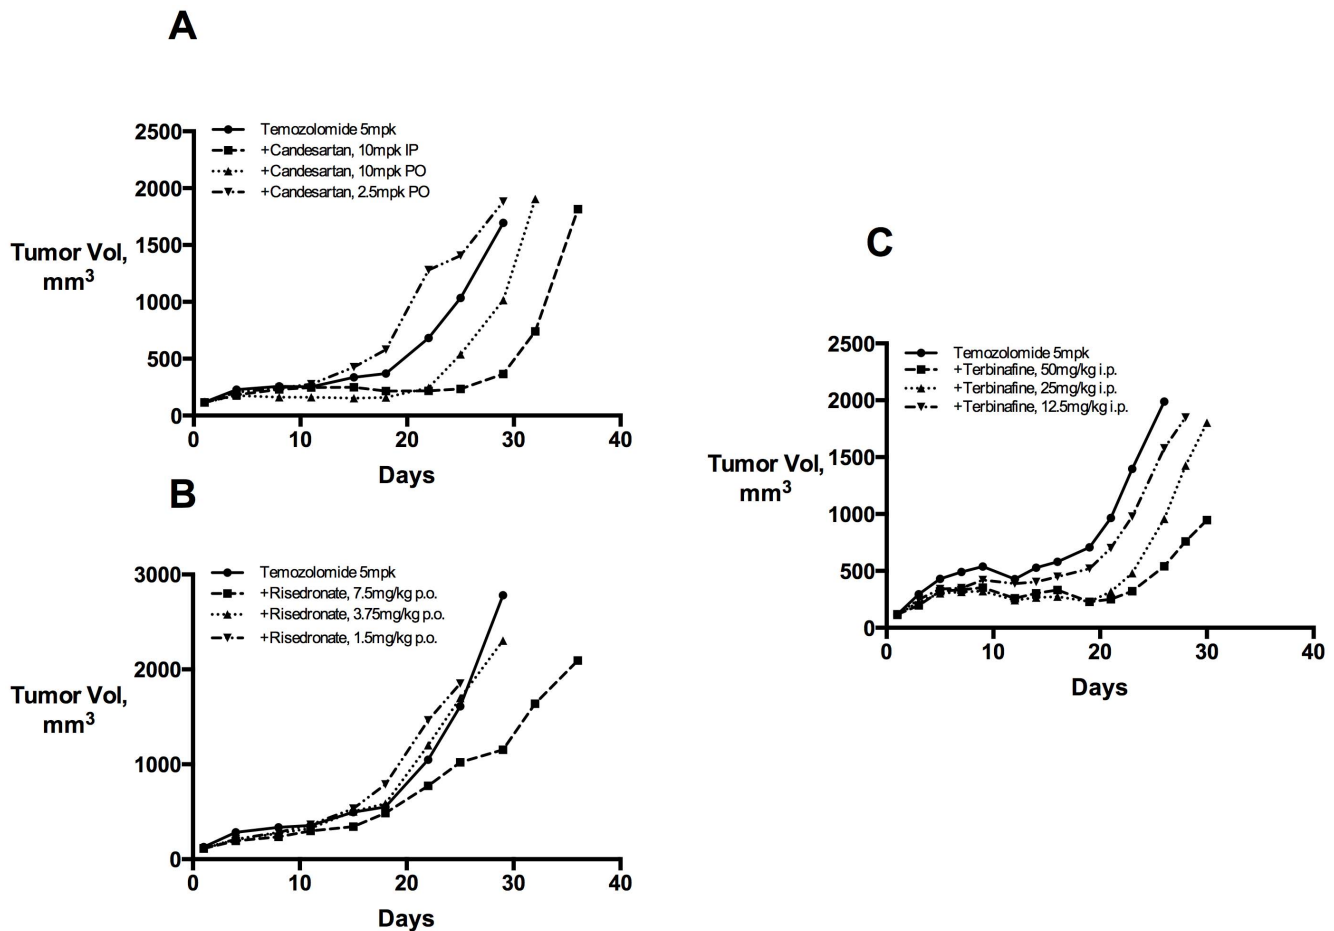 A
2500
2000
1500
1000
500
0
Tumor Vol,
mm3
Temozolomide 5mpk
+Candesartan, 10mpk IP
+Candesartan, 10mpk PO
+Candesartan, 2.5mpk PO
0 10 20 30 40
Days
B
3000
2000
1000
0
Tumor Vol,
mm3
Temozolomide 5mpk
+Risedronate, 7.5mg/kg p.o.
+Risedronate, 3.75mg/kg p.o.
+Risedronate, 1.5mg/kg p.o.
0 10 20 30 40
Days
C
2500
2000
1500
1000
500
0
Tumor Vol,
mm3
Temozolomide 5mpk
+Terbinafine, 50mg/kg i.p.
+Terbinafine, 25mg/kg i.p.
+Terbinafine, 12.5mg/kg i.p.
0 10 20 30 40
Days